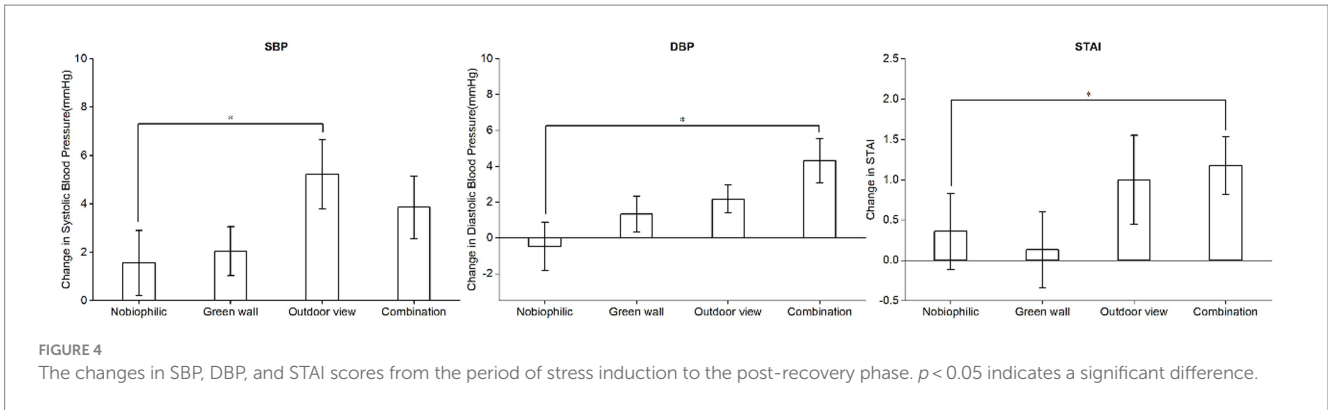 SBP
Change in Systolic Blood Pressure(mmHg)
10
8
6
4
2
0
*
Nobiophilic Green wall Outdoor view Combination
DBP
Change in Diastolic Blood Pressure(mmHg)
10
8
6
4
2
0
-2
*
Nobiophilic Green wall Outdoor view Combination
STAI
Change in STAI
2.5
2.0
1.5
1.0
0.5
0.0
-0.5
*
Nobiophilic Green wall Outdoor view Combination
FIGURE 4
The changes in SBP, DBP, and STAI scores from the period of stress induction to the post-recovery phase. p < 0.05 indicates a significant difference.